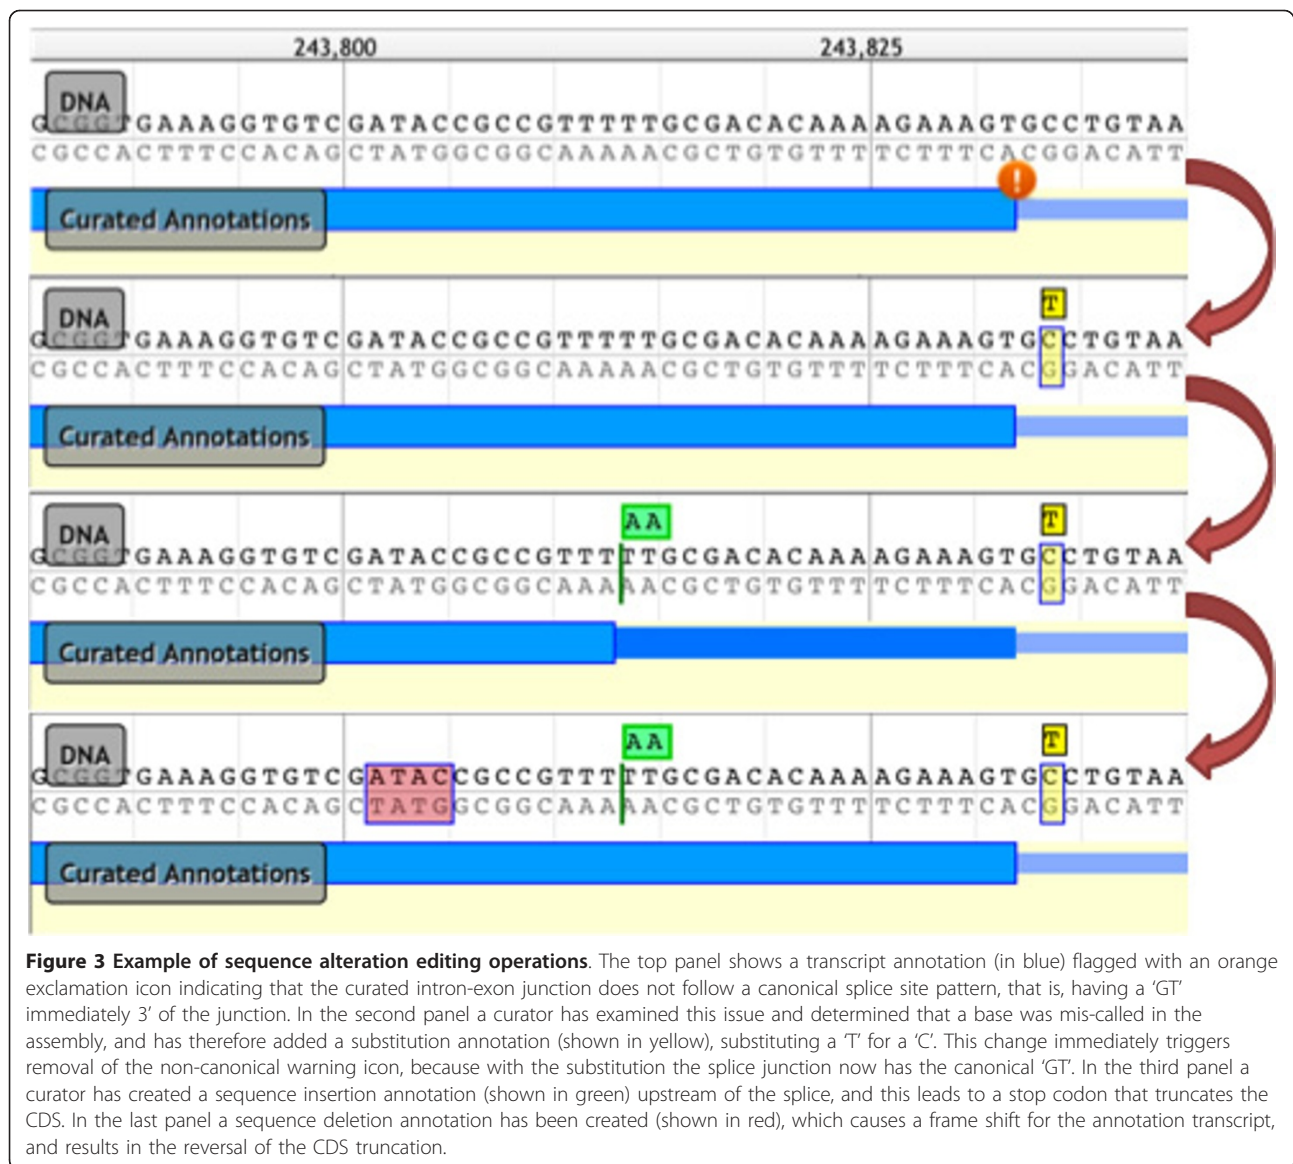 243,800 243,825
DNA
GCGGTGAAAGGTGTCGATACCGCCGTTTTTGCGACACAAAAGAAAGTGCCTGTAA
CGCCACTTTCCACAGCTATGGCGGCAAAAACGCTGTGTTTTCTTTCACGGACATT
!
Curated Annotations
T
DNA
GCGGTGAAAGGTGTCGATACCGCCGTTTTTGCGACACAAAAGAAAGTGCCTGTAA
CGCCACTTTCCACAGCTATGGCGGCAAAAACGCTGTGTTTTCTTTCACGGACATT
Curated Annotations
AA T
DNA
GCGGTGAAAGGTGTCGATACCGCCGTTTTTGCGACACAAAAGAAAGTGCCTGTAA
CGCCACTTTCCACAGCTATGGCGGCAAAAACGCTGTGTTTTCTTTCACGGACATT
Curated Annotations
AA T
DNA
GCGGTGAAAGGTGTCGATACCGCCGTTTTTGCGACACAAAAGAAAGTGCCTGTAA
CGCCACTTTCCACAGCTATGGCGGCAAAAACGCTGTGTTTTCTTTCACGGACATT
Curated Annotations
Figure 3 Example of sequence alteration editing operations. The top panel shows a transcript annotation (in blue) flagged with an orange
exclamation icon indicating that the curated intron-exon junction does not follow a canonical splice site pattern, that is, having a 'GT'
immediately 3' of the junction. In the second panel a curator has examined this issue and determined that a base was mis-called in the
assembly, and has therefore added a substitution annotation (shown in yellow), substituting a 'T' for a 'C'. This change immediately triggers
removal of the non-canonical warning icon, because with the substitution the splice junction now has the canonical 'GT'. In the third panel a
curator has created a sequence insertion annotation (shown in green) upstream of the splice, and this leads to a stop codon that truncates the
CDS. In the last panel a sequence deletion annotation has been created (shown in red), which causes a frame shift for the annotation transcript,
and results in the reversal of the CDS truncation.